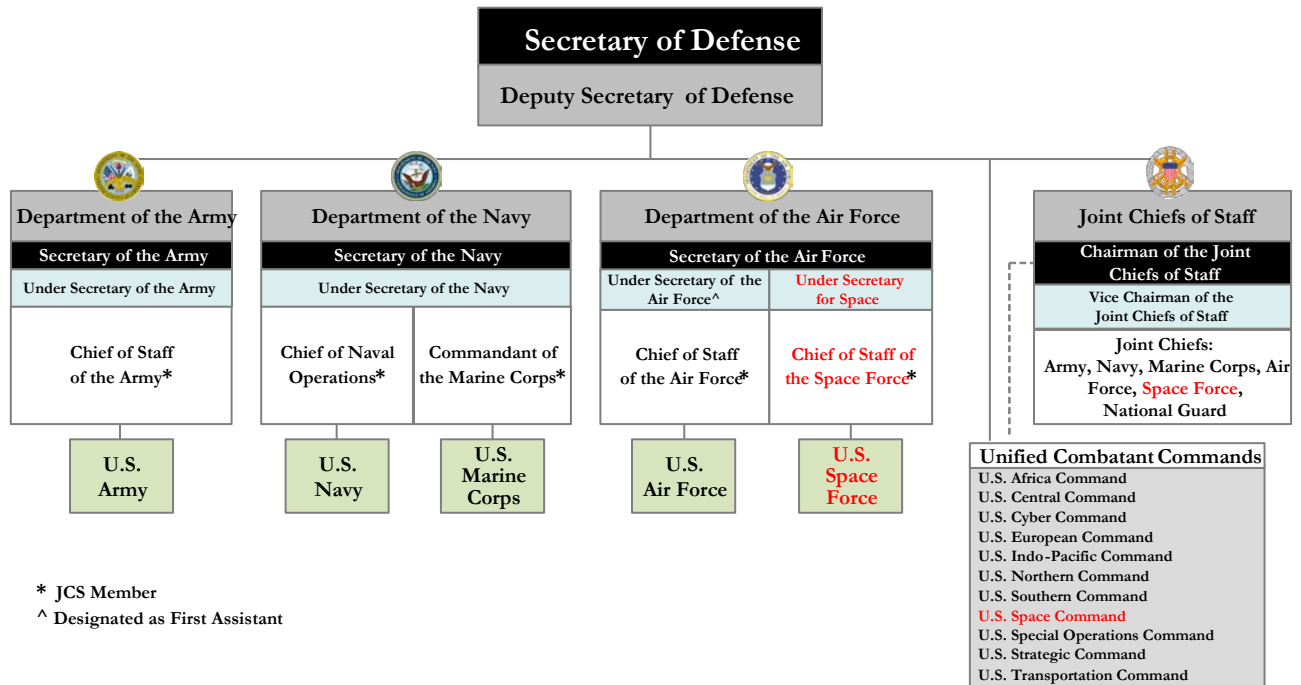 Secretary of Defense
Deputy Secretary of Defense
Department of the Army
Secretary of the Army
Under Secretary of the Army
Chief of Staff
of the Army*
U.S.
Army
Department of the Navy
Secretary of the Navy
Under Secretary of the Navy
Chief of Naval
Operations*
Commandant of
the Marine Corps*
U.S.
Navy
U.S.
Marine
Corps
Department of the Air Force
Secretary of the Air Force
Under Secretary of the
Air Force^
Under Secretary
for Space
Chief of Staff
of the Air Force*
Chief of Staff of
the Space Force*
U.S.
Air Force
U.S.
Space
Force
Joint Chiefs of Staff
Chairman of the Joint
Chiefs of Staff
Vice Chairman of the
Joint Chiefs of Staff
Joint Chiefs:
Army, Navy, Marine Corps, Air
Force, Space Force,
National Guard
Unified Combatant Commands
U.S. Africa Command
U.S. Central Command
U.S. Cyber Command
U.S. European Command
U.S. Indo-Pacific Command
U.S. Northern Command
U.S. Southern Command
U.S. Space Command
U.S. Special Operations Command
U.S. Strategic Command
U.S. Transportation Command
* JCS Member
^ Designated as First Assistant